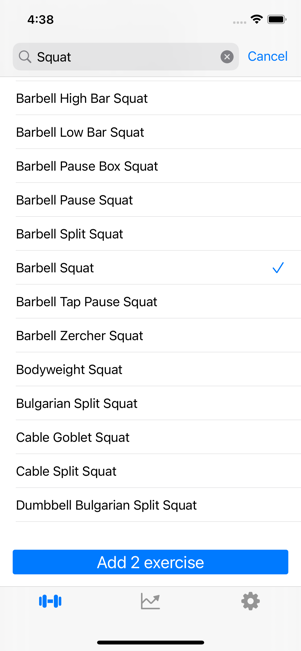 4:38
Squat
Cancel
Barbell High Bar Squat
Barbell Low Bar Squat
Barbell Pause Box Squat
Barbell Pause Squat
Barbell Split Squat
Barbell Squat
Barbell Tap Pause Squat
Barbell Zercher Squat
Bodyweight Squat
Bulgarian Split Squat
Cable Goblet Squat
Cable Split Squat
Dumbbell Bulgarian Split Squat
Add 2 exercise